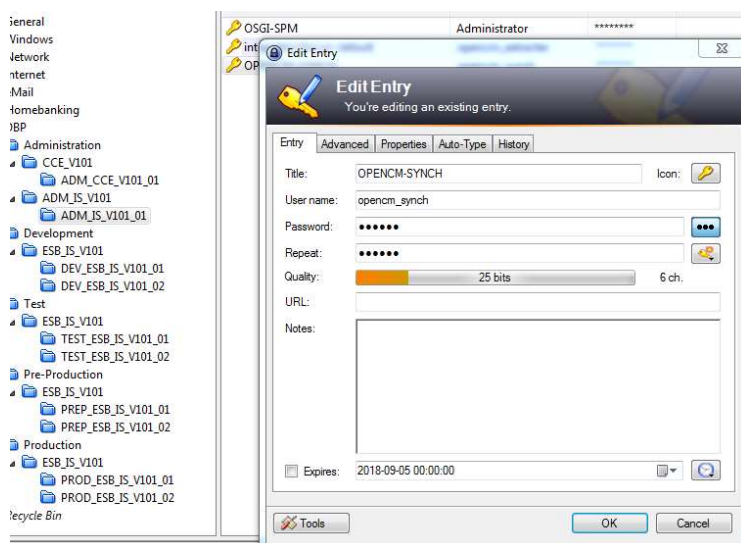 General
Windows
Network
Internet
eMail
Homebanking
DBP
Administration
CCE_V101
ADM_CCE_V101_01
ADM_IS_V101
ADM_IS_V101_01
Development
ESB_IS_V101
DEV_ESB_IS_V101_01
DEV_ESB_IS_V101_02
Test
ESB_IS_V101
TEST_ESB_IS_V101_01
TEST_ESB_IS_V101_02
Pre-Production
ESB_IS_V101
PREP_ESB_IS_V101_01
PREP_ESB_IS_V101_02
Production
ESB_IS_V101
PROD_ESB_IS_V101_01
PROD_ESB_IS_V101_02
Recycle Bin
OSGI-SPM Administrator ********
Edit Entry
Edit Entry
You're editing an existing entry.
Entry Advanced Properties Auto-Type History
Title: OPENCM-SYNCH Icon:
User name: opencm_synch
Password: ●●●●●●
Repeat: ●●●●●●
Quality: 25 bits 6 ch.
URL:
Notes:
Expires: 2018-09-05 00:00:00
Tools OK Cancel